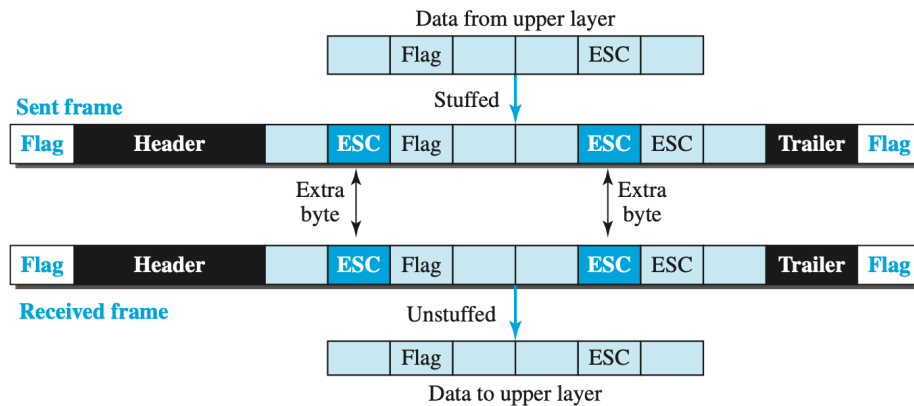 Data from upper layer
Flag ESC
Stuffed
Sent frame
Flag Header ESC Flag ESC ESC Trailer Flag
Extra byte Extra byte
Flag Header ESC Flag ESC ESC Trailer Flag
Received frame
Unstuffed
Flag ESC
Data to upper layer